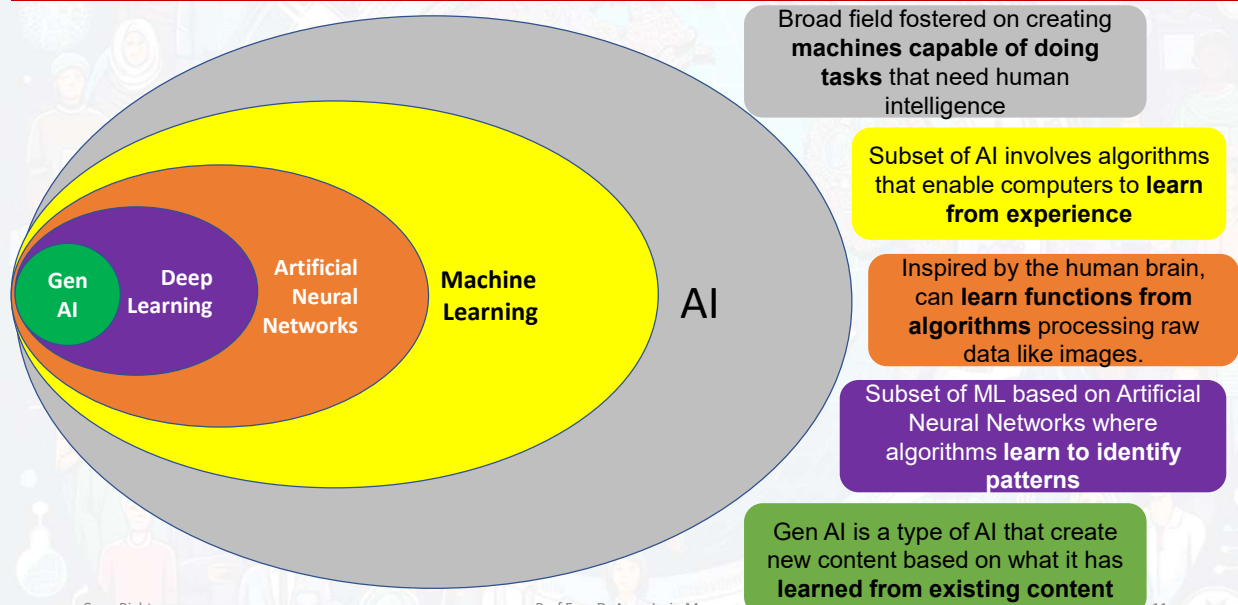 Broad field fostered on creating
machines capable of doing
tasks that need human
intelligence
Subset of AI involves algorithms
that enable computers to learn
from experience
Inspired by the human brain,
can learn functions from
algorithms processing raw
data like images.
Subset of ML based on Artificial
Neural Networks where
algorithms learn to identify
patterns
Gen AI is a type of AI that create
new content based on what it has
learned from existing content
Gen
AI
Deep
Learning
Artificial
Neural
Networks
Machine
Learning
AI